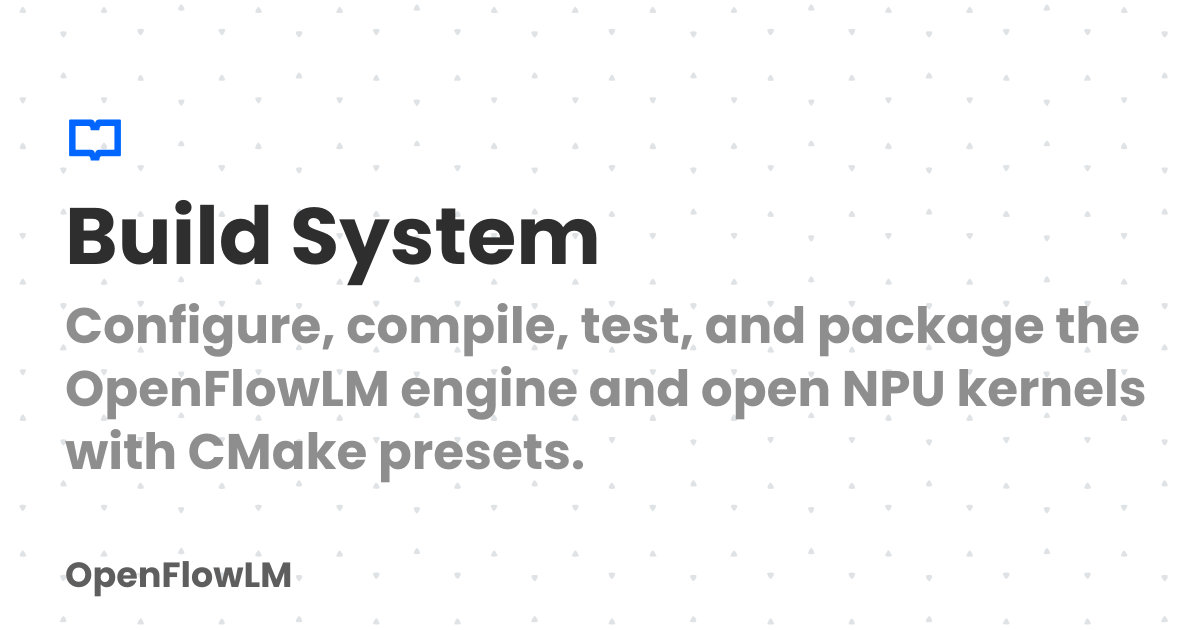 Build System
Configure, compile, test, and package the
OpenFlowLM engine and open NPU kernels
with CMake presets.
OpenFlowLM